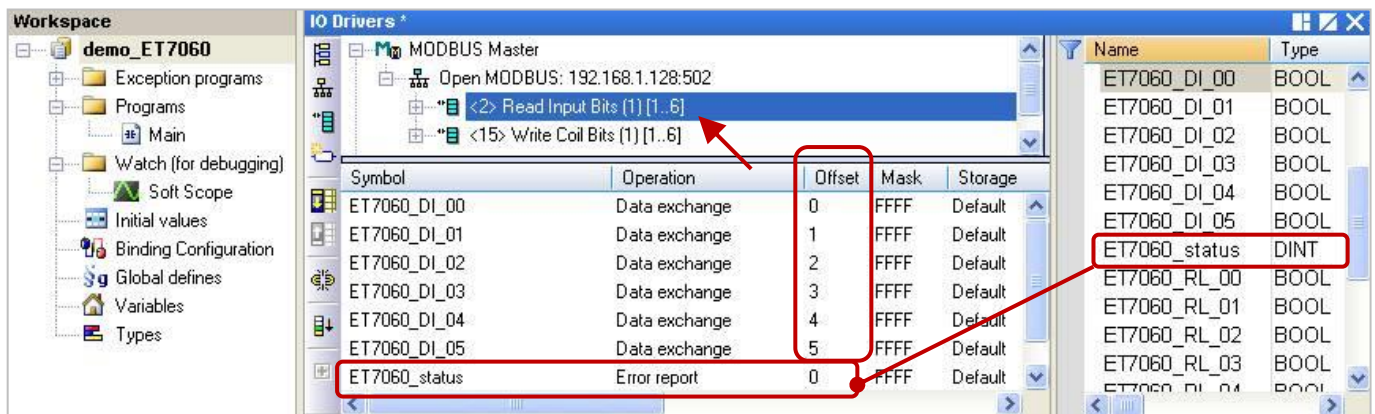 Workspace
demo_ET7060
Exception programs
Programs
Main
Watch (for debugging)
Soft Scope
Initial values
Binding Configuration
Global defines
Variables
Types
IO Drivers *
MODBUS Master
Open MODBUS: 192.168.1.128:502
<2> Read Input Bits (1) [1..6]
<15> Write Coil Bits (1) [1..6]
Symbol Operation Offset Mask Storage
ET7060_DI_00 Data exchange 0 FFFF Default
ET7060_DI_01 Data exchange 1 FFFF Default
ET7060_DI_02 Data exchange 2 FFFF Default
ET7060_DI_03 Data exchange 3 FFFF Default
ET7060_DI_04 Data exchange 4 FFFF Default
ET7060_DI_05 Data exchange 5 FFFF Default
ET7060_status Error report 0 FFFF Default
Name Type
ET7060_DI_00 BOOL
ET7060_DI_01 BOOL
ET7060_DI_02 BOOL
ET7060_DI_03 BOOL
ET7060_DI_04 BOOL
ET7060_DI_05 BOOL
ET7060_status DINT
ET7060_RL_00 BOOL
ET7060_RL_01 BOOL
ET7060_RL_02 BOOL
ET7060_RL_03 BOOL